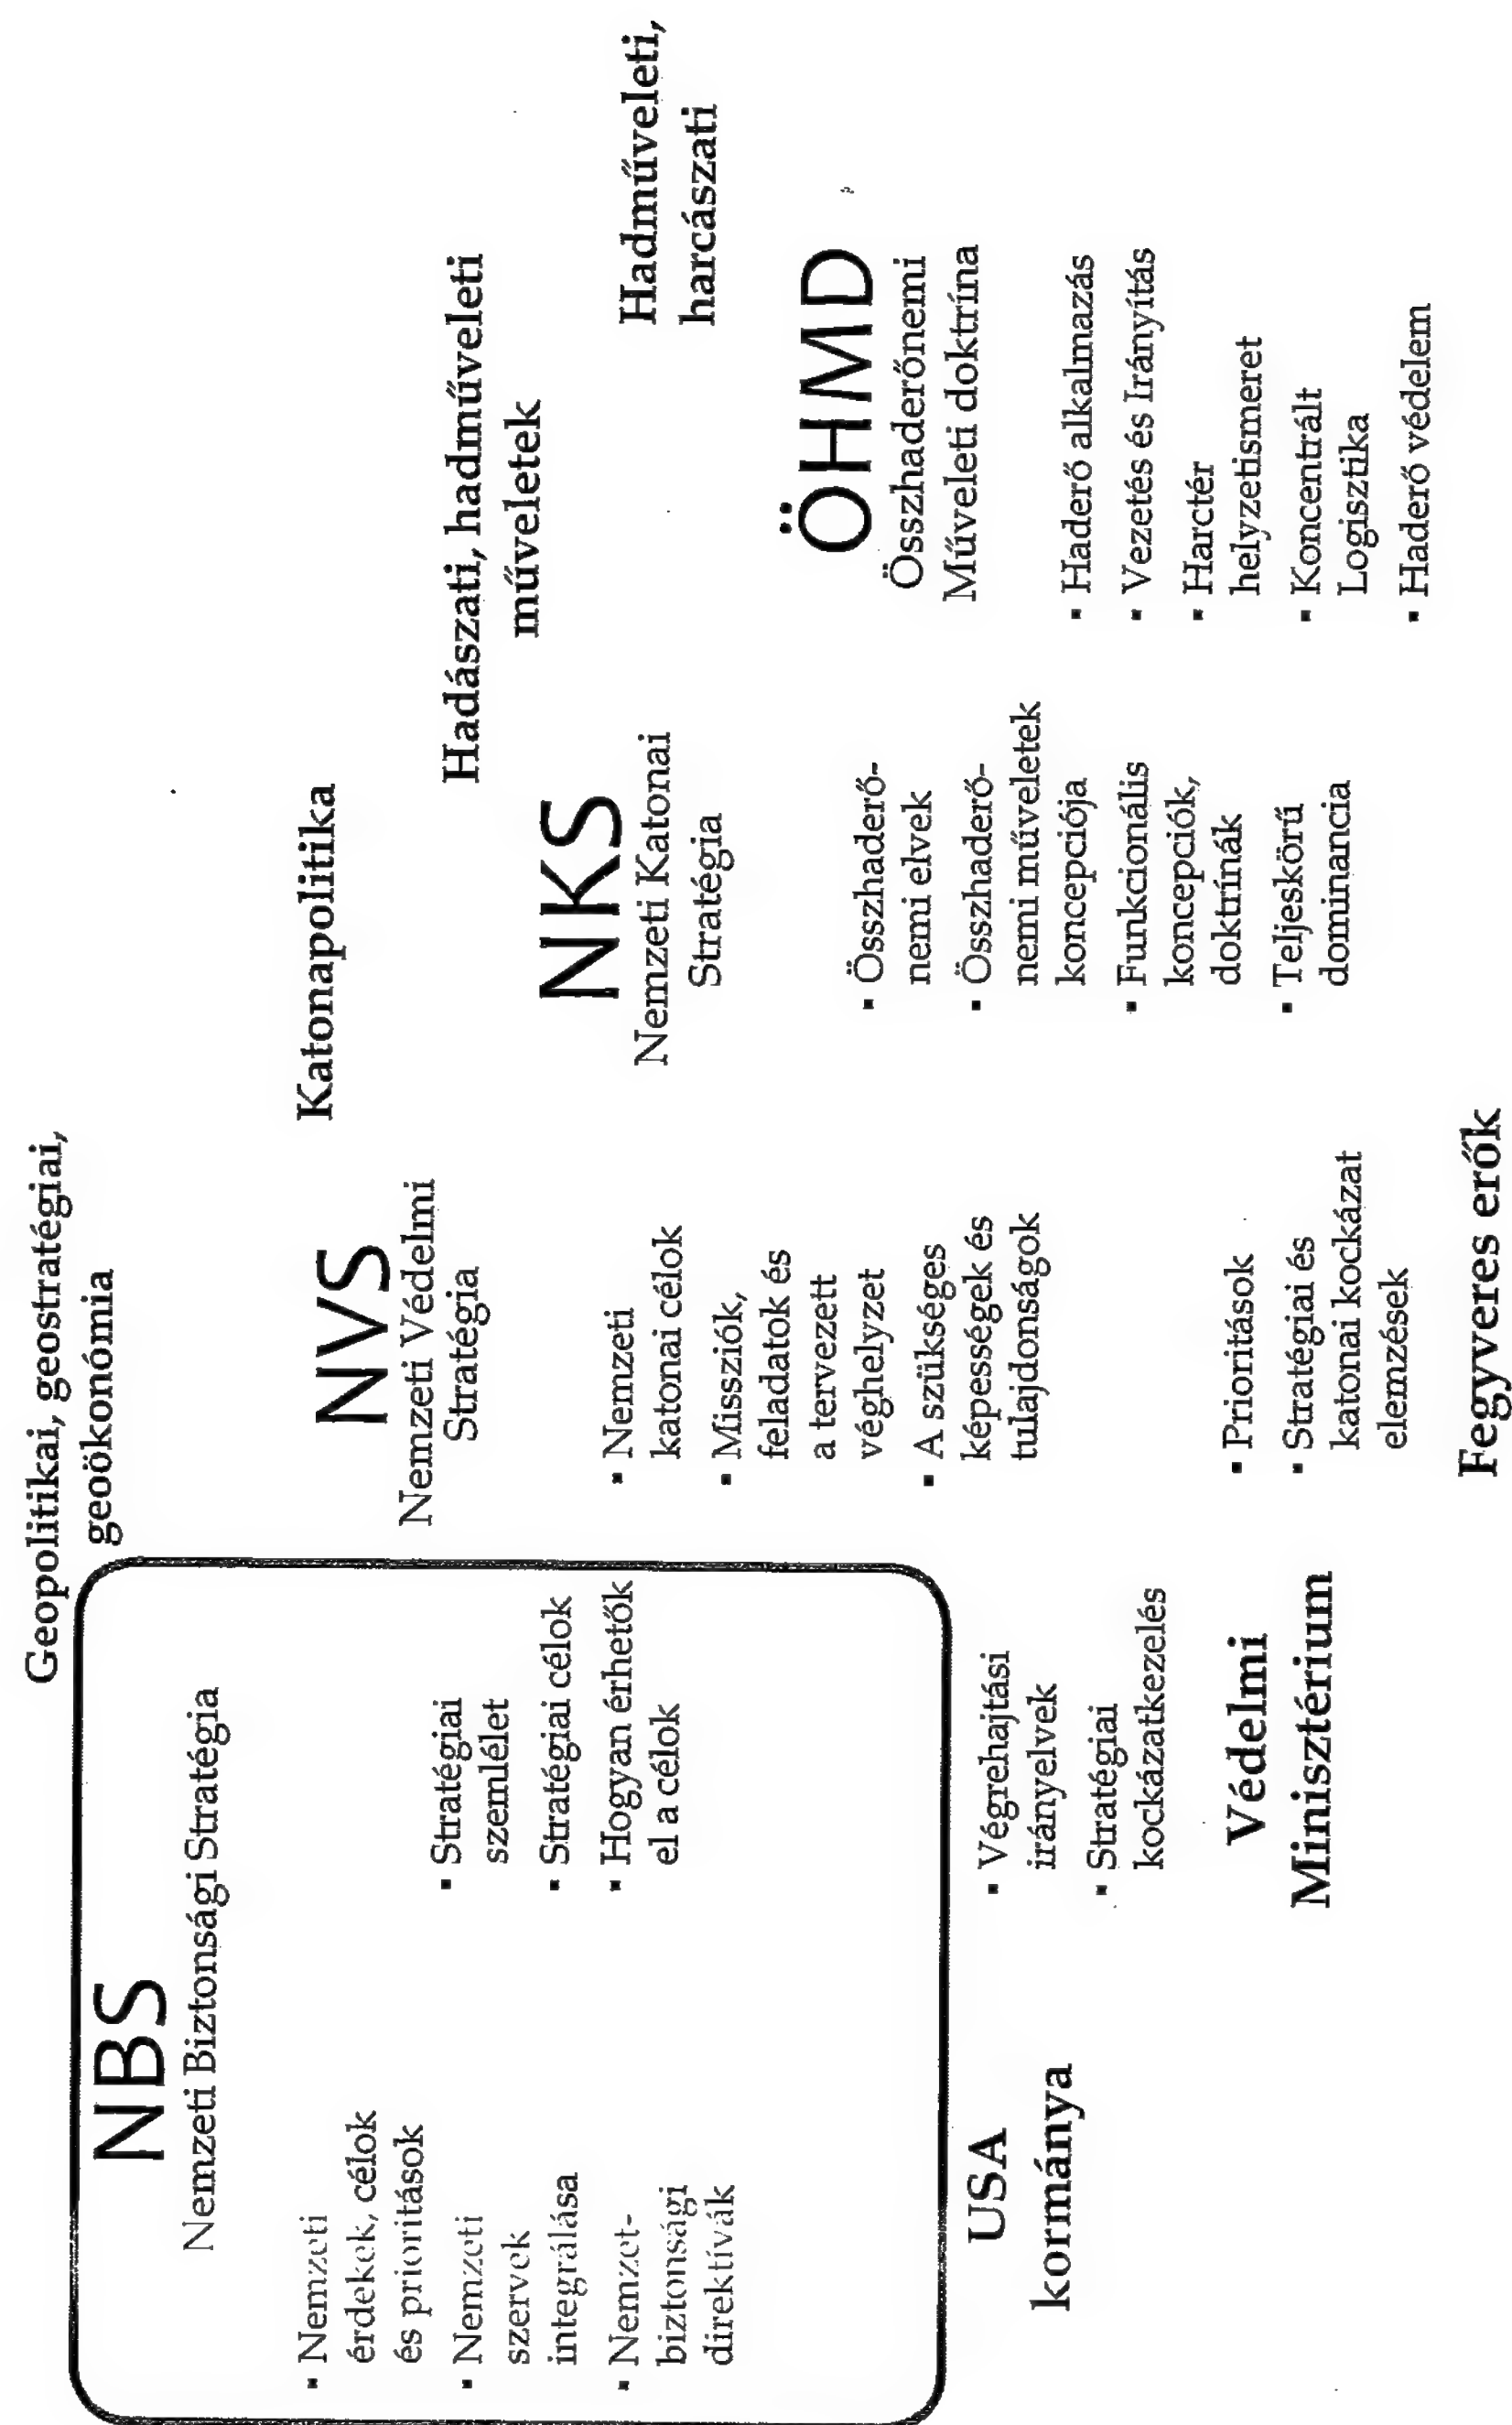 Geopolitikai, geostratégiai,
geoökonómia
NBS
Nemzeti Biztonsági Stratégia
▪ Nemzeti
érdekek, célok
és prioritások
▪ Nemzeti
szervek
integrálása
▪ Nemzet-
biztonsági
direktívák
▪ Stratégiai
szemlélet
▪ Stratégiai célok
▪ Hogyan érhetők
el a célok
USA
kormánya
▪ Végrehajtási
irányelvek
▪ Stratégiai
kockázatkezelés
Védelmi
Minisztérium
Katonapolitika
NVS
Nemzeti Védelmi
Stratégia
▪ Nemzeti
katonai célok
▪ Missziók,
feladatok és
a tervezett
véghelyzet
▪ A szükséges
képességek és
tulajdonságok
▪ Prioritások
▪ Stratégiai és
katonai kockázat
elemzések
Fegyveres erők
Hadászati, hadműveleti
műveletek
NKS
Nemzeti Katonai
Stratégia
▪ Összhaderő-
nemi elvek
▪ Összhaderő-
nemi műveletek
koncepciója
▪ Funkcionális
koncepciók,
doktrínák
▪ Teljeskörű
dominancia
Hadműveleti,
harcászati
ÖHMD
Összhaderőnemi
Műveleti doktrína
▪ Haderő alkalmazás
▪ Vezetés és Irányítás
▪ Harctér
helyzetismeret
▪ Koncentrált
Logisztika
▪ Haderő védelem